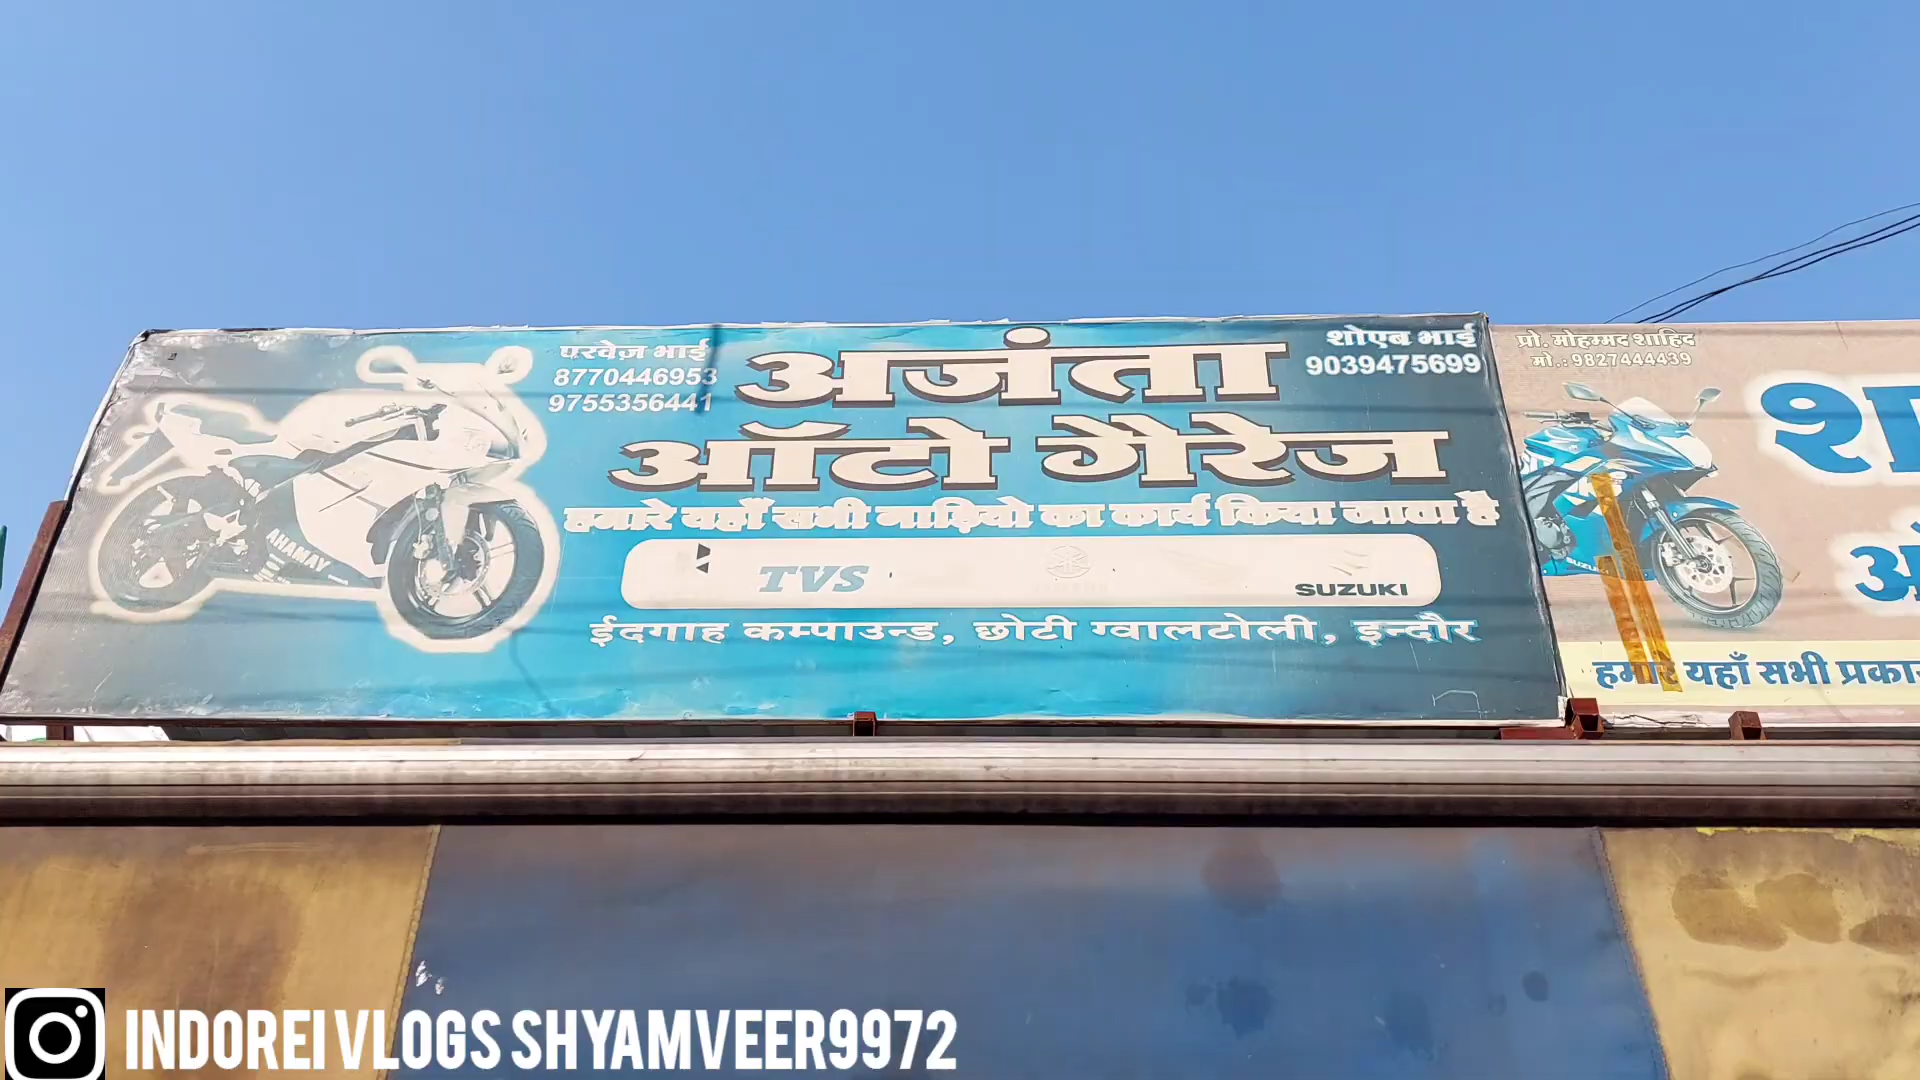 परवेज़ भाई
8770446953
9755356441
शोएब भाई
9039475699
अजंता
ऑटो गैरेज
हमारे यहाँ सभी गाड़ियो का कार्य किया जाता है
TVS
SUZUKI
ईदगाह कम्पाउन्ड, छोटी ग्वालटोली, इन्दौर
प्रो. मोहम्मद शाहिद
मो.: 9827444439
SUZUKI
हमारे यहाँ सभी
INDOREI VLOGS SHYAMVEER9972